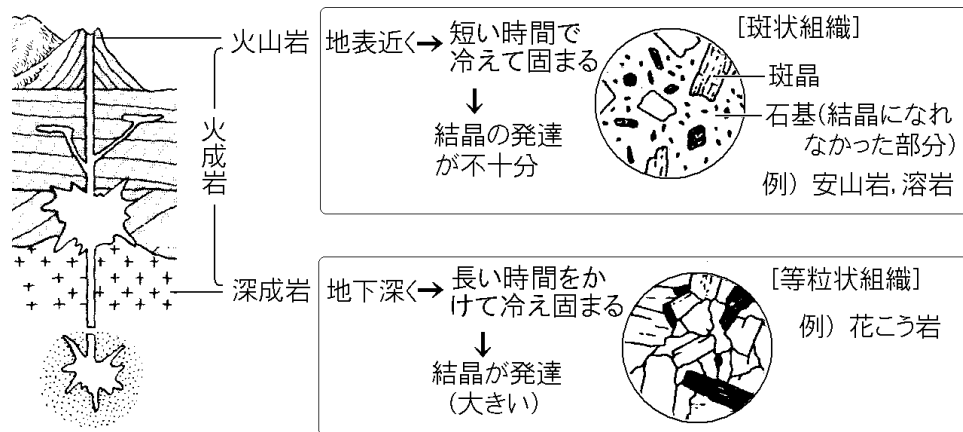 火成岩
火山岩
地表近く→
短い時間で
冷えて固まる
↓
結晶の発達
が不十分
[斑状組織]
斑晶
石基(結晶になれ
なかった部分)
例) 安山岩,溶岩
深成岩
地下深く→
長い時間をか
けて冷え固まる
↓
結晶が発達
(大きい)
[等粒状組織]
例) 花こう岩